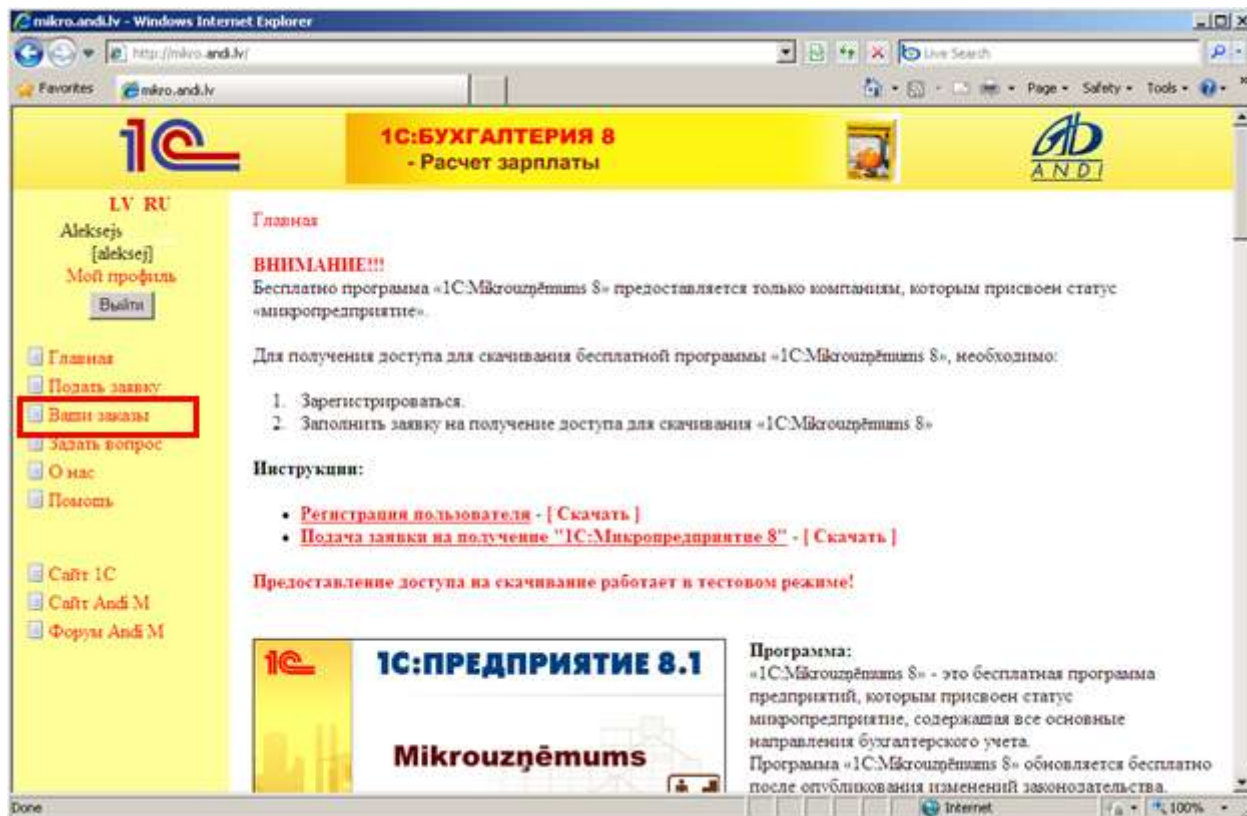 mikro.andi.lv - Windows Internet Explorer
http://mikro.andi.lv/
Live Search
Favorites
mikro.andi.lv
Page
Safety
Tools
1С
1С:БУХГАЛТЕРИЯ 8
- Расчет зарплаты
ANDI
LV RU
Aleksejs
[aleksej]
Мой профиль
Выйти
Главная
Подать заявку
Ваши заказы
Задать вопрос
О нас
Помощь
Сайт 1С
Сайт Andi M
Форум Andi M
Главная
ВНИМАНИЕ!!!
Бесплатно программа «1С:Mikrouzņēmums 8» предоставляется только компаниям, которым присвоен статус
«микропредприятие».
Для получения доступа для скачивания бесплатной программы «1С:Mikrouzņēmums 8», необходимо:
1. Зарегистрироваться.
2. Заполнить заявку на получение доступа для скачивания «1С:Mikrouzņēmums 8»
Инструкции:
• Регистрация пользователя - [ Скачать ]
• Подача заявки на получение "1С:Микропредприятие 8" - [ Скачать ]
Предоставление доступа на скачивание работает в тестовом режиме!
1С
1С:ПРЕДПРИЯТИЕ 8.1
Mikrouzņēmums
Программа:
«1С:Mikrouzņēmums 8» - это бесплатная программа
предприятий, которым присвоен статус
микропредприятие, содержащая все основные
направления бухгалтерского учета.
Программа «1С:Mikrouzņēmums 8» обновляется бесплатно
после опубликования изменений законодательства.
Done
Internet
100%